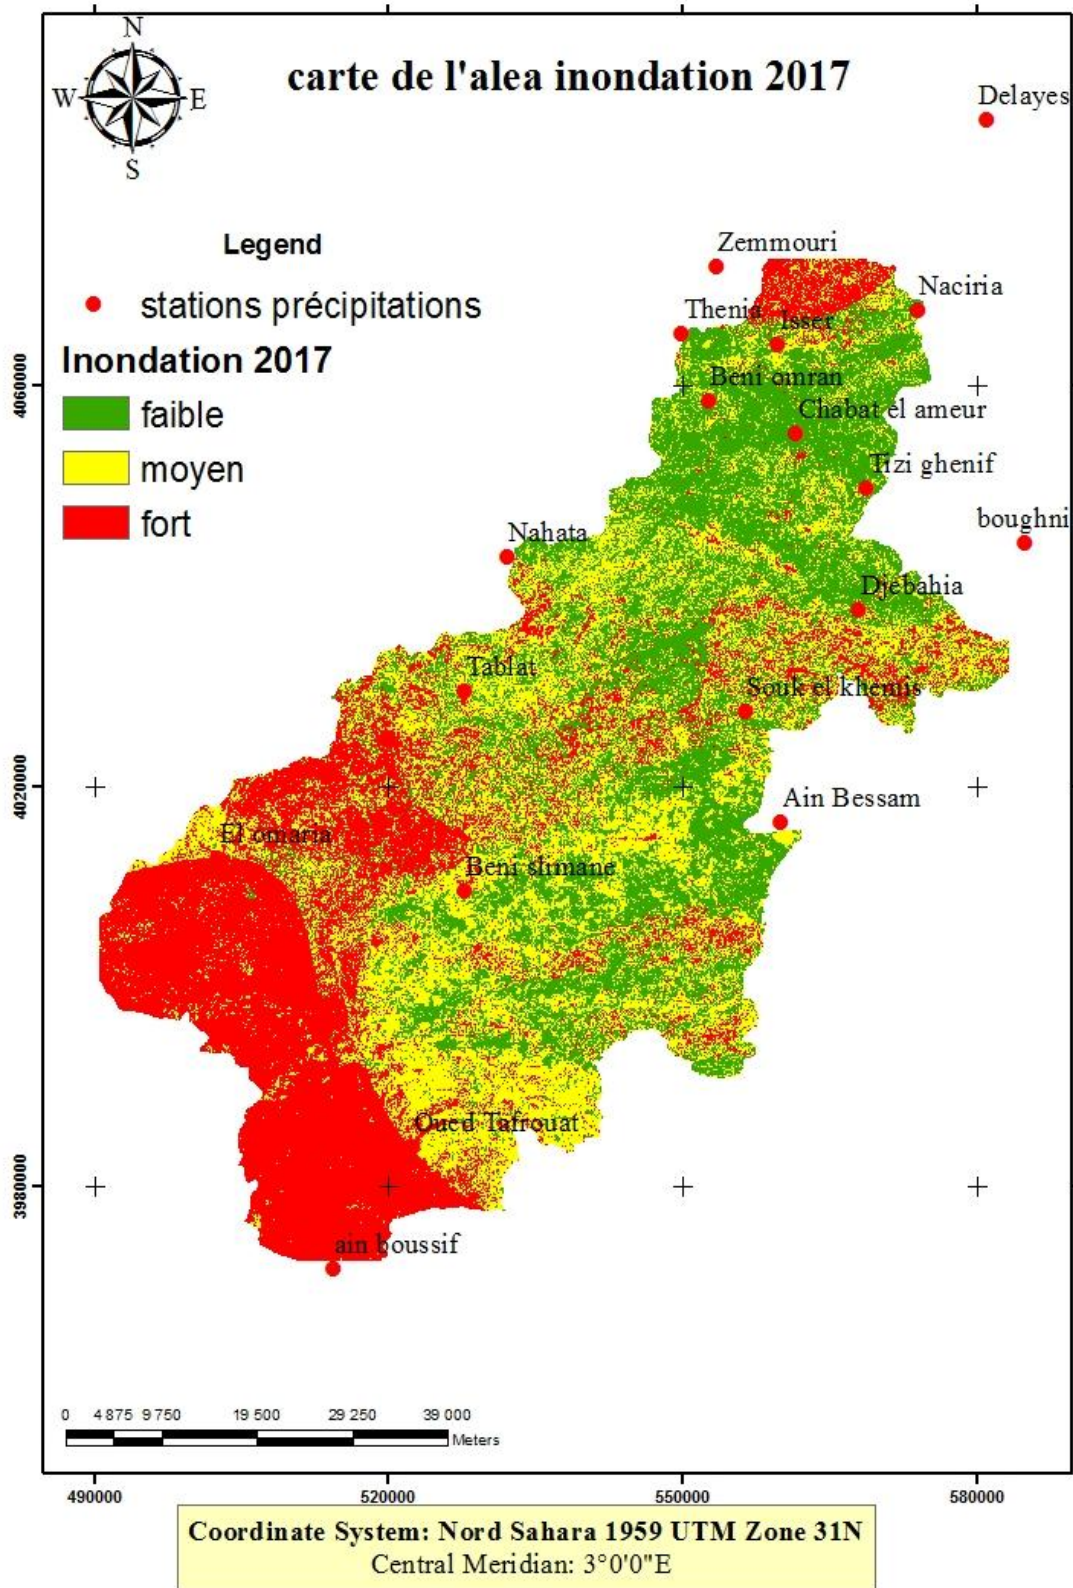 N
carte de l'alea inondation 2017
W E
S
Delayes
Legend
stations précipitations
Inondation 2017
faible
moyen
fort
Zemmouri
Naciria
Thenia
Isser
Beni omran
Chabat el ameur
Tizi ghenif
boughni
Nahata
Djebahia
Tablat
Souk el khemis
Ain Bessam
El omaria
Beni slimane
Oued Tafrouat
ain boussif
4060000
4020000
3980000
0 4 875 9 750 19 500 29 250 39 000
Meters
490000 520000 550000 580000
Coordinate System: Nord Sahara 1959 UTM Zone 31N
Central Meridian: 3°0'0"E